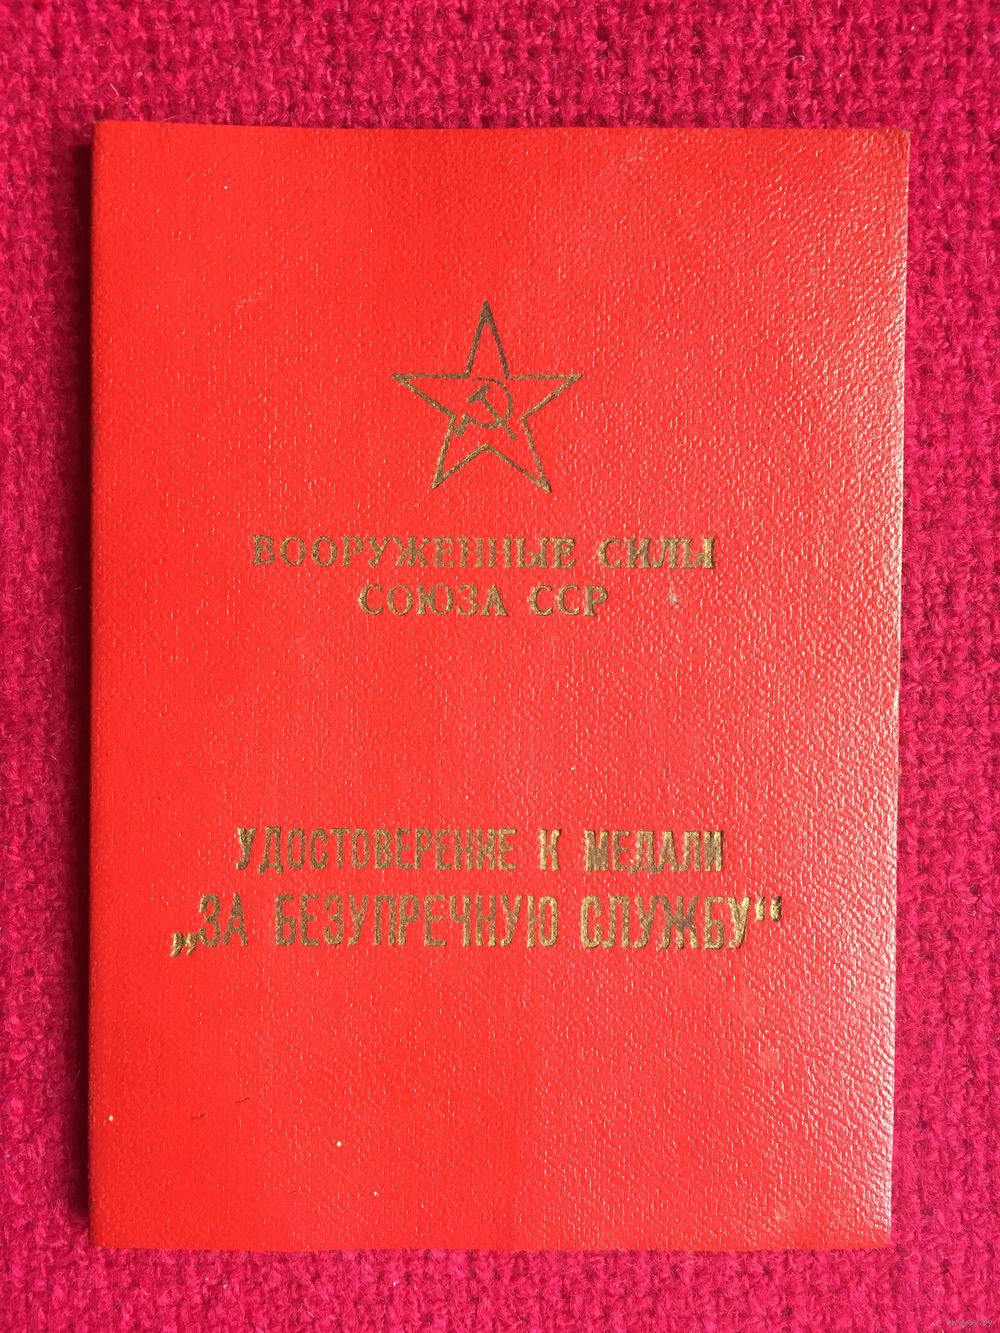 ВООРУЖЕННЫЕ СИЛЫ
СОЮЗА ССР
УДОСТОВЕРЕНИЕ К МЕДАЛИ
„ЗА БЕЗУПРЕЧНУЮ СЛУЖБУ“